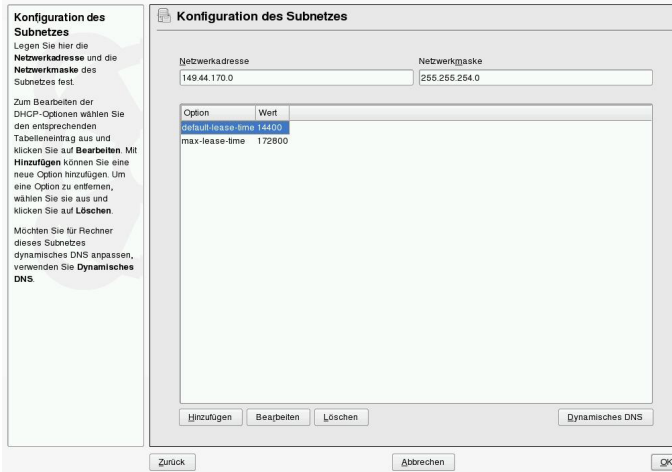 Konfiguration des
Subnetzes
Legen Sie hier die
Netzwerkadresse und die
Netzwerkmaske des
Subnetzes fest.
Zum Bearbeiten der
DHCP-Optionen wählen Sie
den entsprechenden
Tabelleneintrag aus und
klicken Sie auf Bearbeiten. Mit
Hinzufügen können Sie eine
neue Option hinzufügen. Um
eine Option zu entfernen,
wählen Sie sie aus und
klicken Sie auf Löschen.
Möchten Sie für Rechner
dieses Subnetzes
dynamisches DNS anpassen,
verwenden Sie Dynamisches
DNS.
Konfiguration des Subnetzes
Netzwerkadresse Netzwerkmaske
149.44.170.0 255.255.254.0
Option Wert
default-lease-time 14400
max-lease-time 172800
Hinzufügen Bearbeiten Löschen Dynamisches DNS
Zurück Abbrechen OK